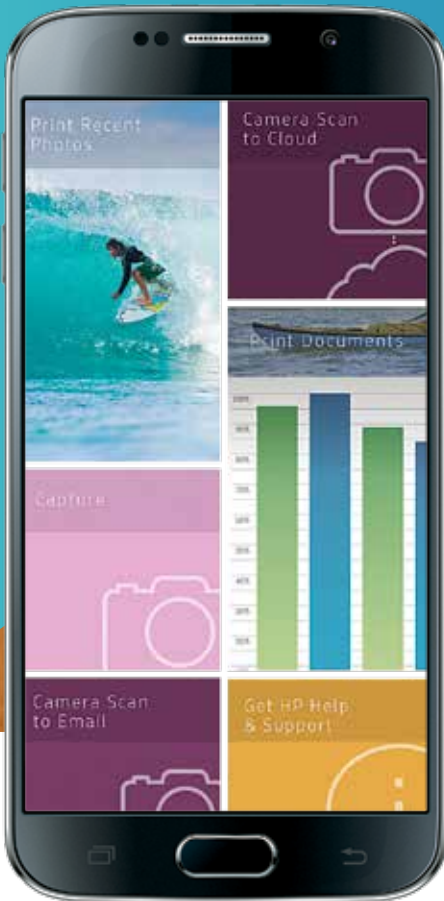 Print Recent
Photos
Camera Scan
to Cloud
Print Documents
Capture
Camera Scan
to Email
Get HP Help
& Support